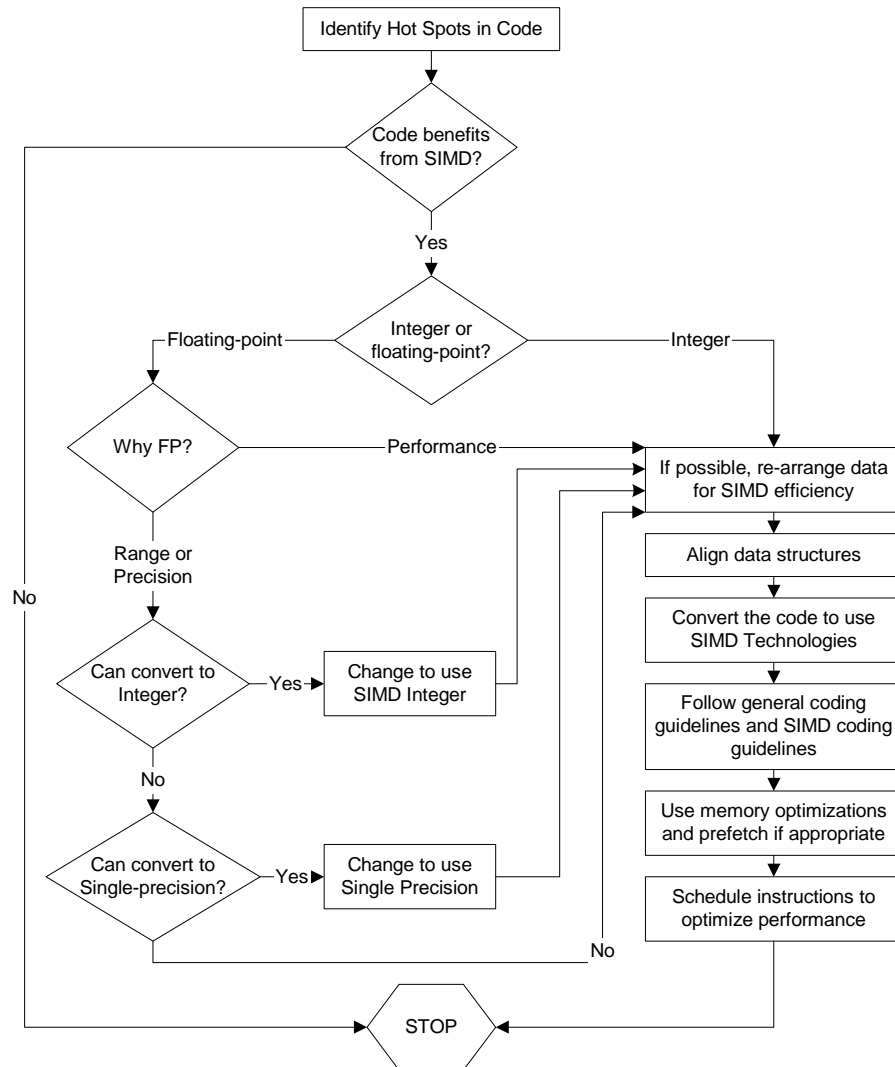 Identify Hot Spots in Code
Code benefits
from SIMD?
Yes
Integer or
floating-point?
Floating-point
Integer
Why FP?
Performance
If possible, re-arrange data
for SIMD efficiency
Range or
Precision
Align data structures
No
Convert the code to use
SIMD Technologies
Can convert to
Integer?
Yes
Change to use
SIMD Integer
Follow general coding
guidelines and SIMD coding
guidelines
No
Use memory optimizations
and prefetch if appropriate
Can convert to
Single-precision?
Yes
Change to use
Single Precision
Schedule instructions to
optimize performance
No
STOP